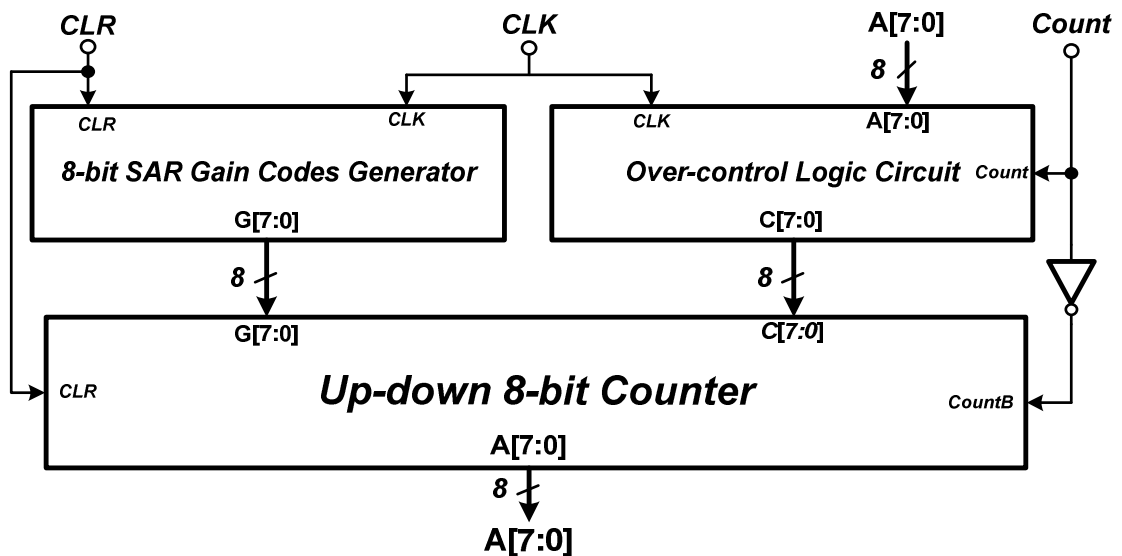 CLR
CLK
A[7:0]
Count
8
CLR
CLK
CLK
A[7:0]
8-bit SAR Gain Codes Generator
Over-control Logic Circuit
Count
G[7:0]
C[7:0]
8
8
G[7:0]
C[7:0]
CLR
Up-down 8-bit Counter
CountB
A[7:0]
8
A[7:0]